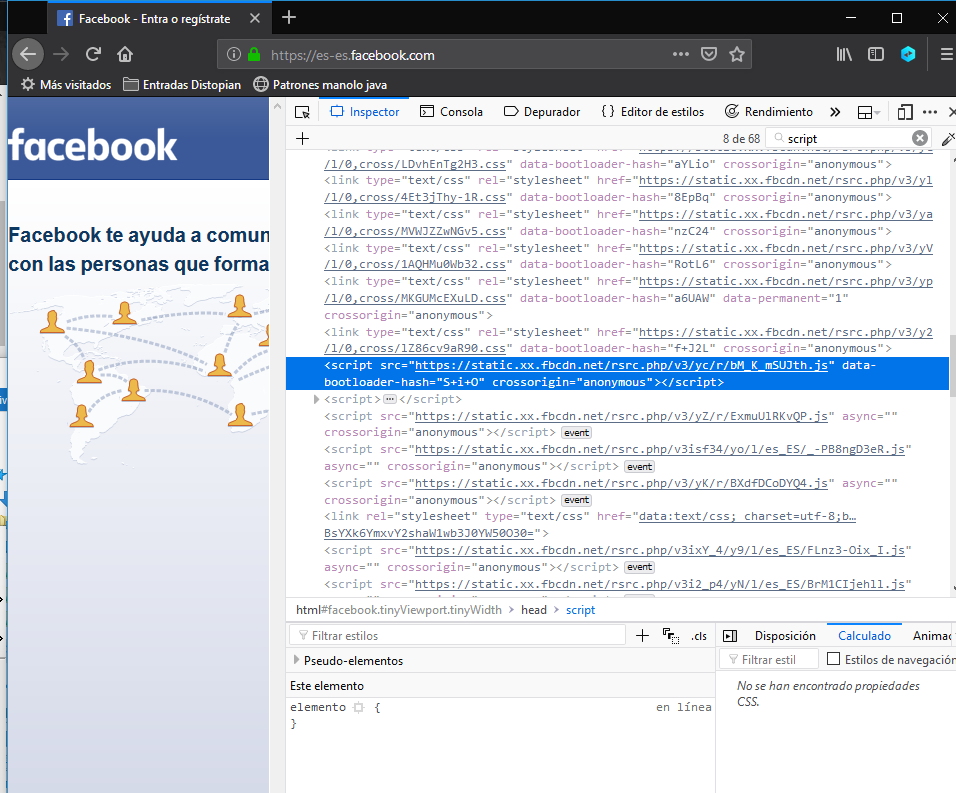 Facebook - Entra o regístrate
https://es-es.facebook.com
Más visitados Entradas Distopian Patrones manolo java
facebook
Facebook te ayuda a comun
con las personas que forma
Inspector Consola Depurador Editor de estilos Rendimiento
8 de 68 script
/l/0,cross/LDvhEnTg2H3.css" data-bootloader-hash="aYLio" crossorigin="anonymous">
<link type="text/css" rel="stylesheet" href="https://static.xx.fbcdn.net/rsrc.php/v3/yl
/l/0,cross/4Et3jThy-1R.css" data-bootloader-hash="8EpBq" crossorigin="anonymous">
<link type="text/css" rel="stylesheet" href="https://static.xx.fbcdn.net/rsrc.php/v3/ya
/l/0,cross/MVWJZZwNGv5.css" data-bootloader-hash="nzC24" crossorigin="anonymous">
<link type="text/css" rel="stylesheet" href="https://static.xx.fbcdn.net/rsrc.php/v3/yV
/l/0,cross/1AQHMu0Wb32.css" data-bootloader-hash="RotL6" crossorigin="anonymous">
<link type="text/css" rel="stylesheet" href="https://static.xx.fbcdn.net/rsrc.php/v3/yp
/l/0,cross/MKGUMcEXuLD.css" data-bootloader-hash="a6UAW" data-permanent="1"
crossorigin="anonymous">
<link type="text/css" rel="stylesheet" href="https://static.xx.fbcdn.net/rsrc.php/v3/y2
/l/0,cross/lZ86cv9aR90.css" data-bootloader-hash="f+J2L" crossorigin="anonymous">
<script src="https://static.xx.fbcdn.net/rsrc.php/v3/yc/r/bM_K_mSUJth.js" data-
bootloader-hash="S+i+O" crossorigin="anonymous"></script>
<script>…</script>
<script src="https://static.xx.fbcdn.net/rsrc.php/v3/yZ/r/ExmuUlRKvQP.js" async=""
crossorigin="anonymous"></script> event
<script src="https://static.xx.fbcdn.net/rsrc.php/v3isf34/yo/l/es_ES/_-PB8ngD3eR.js"
async="" crossorigin="anonymous"></script> event
<script src="https://static.xx.fbcdn.net/rsrc.php/v3/yK/r/BXdfDCoDYQ4.js" async=""
crossorigin="anonymous"></script> event
<link rel="stylesheet" type="text/css" href="data:text/css; charset=utf-8;b…
BsYXk6YmxvY2shaW1wb3J0YW50O30=">
<script src="https://static.xx.fbcdn.net/rsrc.php/v3ixY_4/y9/l/es_ES/FLnz3-Oix_I.js"
async="" crossorigin="anonymous"></script> event
<script src="https://static.xx.fbcdn.net/rsrc.php/v3i2_p4/yN/l/es_ES/BrM1CIjehll.js"
html#facebook.tinyViewport.tinyWidth > head > script
Filtrar estilos + .cls Disposición Calculado Animac
Pseudo-elementos Filtrar estil Estilos de navegación
Este elemento
No se han encontrado propiedades
CSS.
elemento { en línea
}